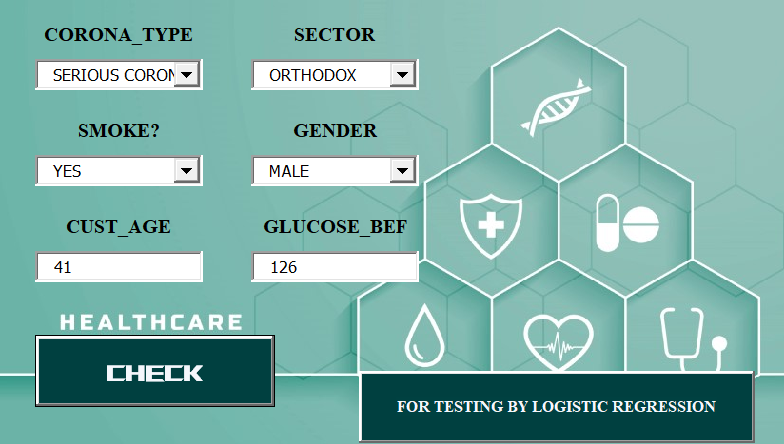 CORONA_TYPE SECTOR
SERIOUS CORON ORTHODOX
SMOKE? GENDER
YES MALE
CUST_AGE GLUCOSE_BEF
41 126
HEALTHCARE
CHECK
FOR TESTING BY LOGISTIC REGRESSION